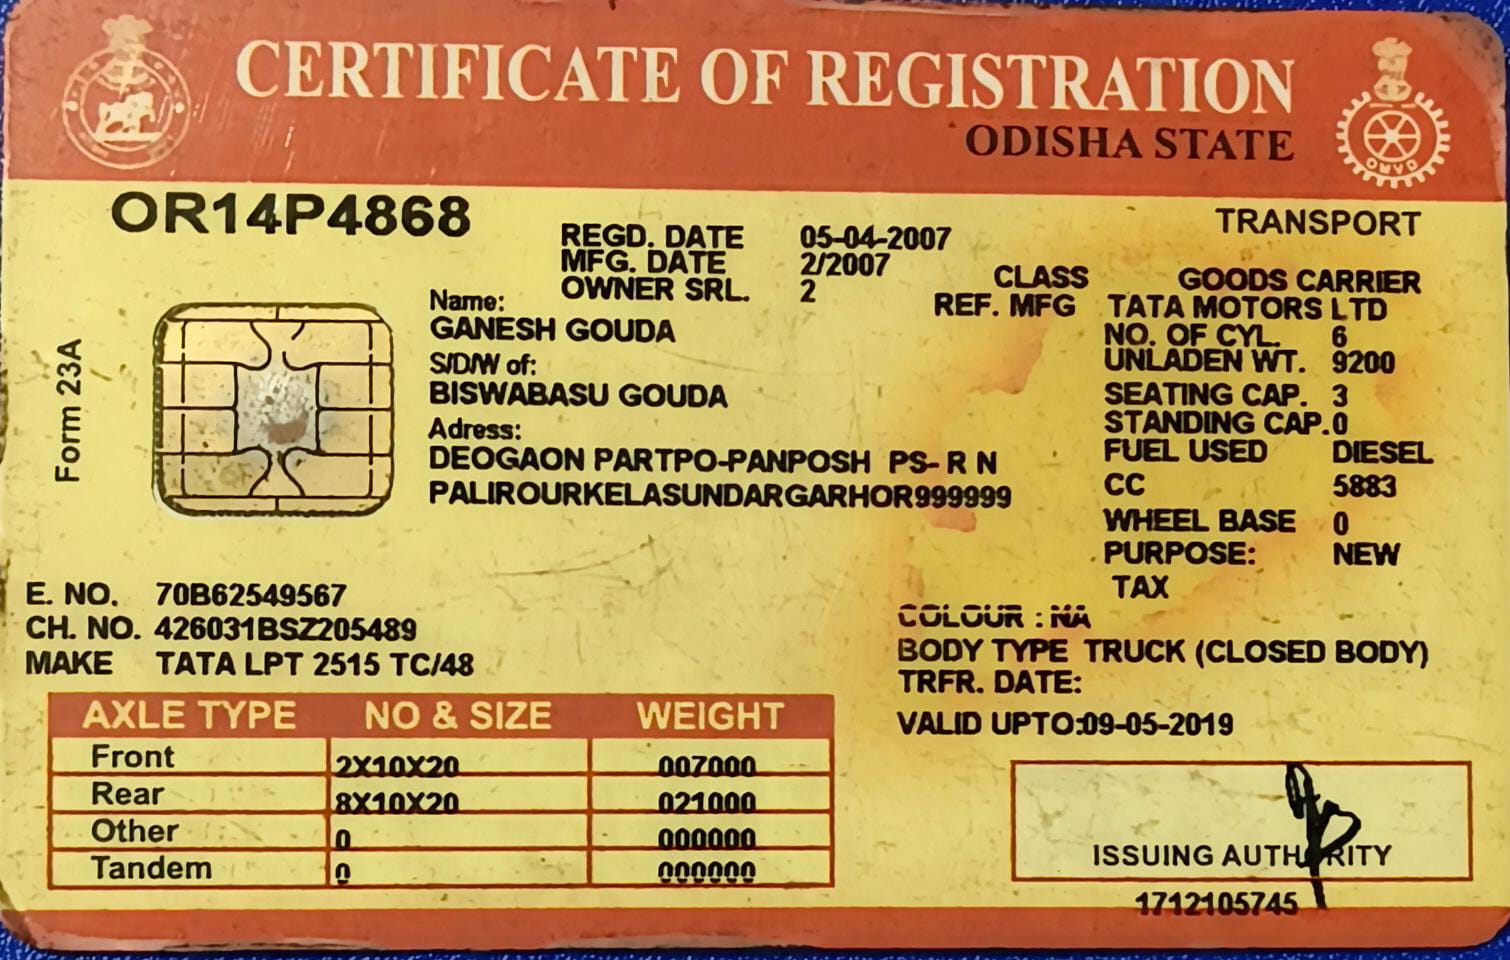 CERTIFICATE OF REGISTRATION
ODISHA STATE
OMVD
OR14P4868
TRANSPORT
REGD. DATE 05-04-2007
MFG. DATE 2/2007
OWNER SRL. 2
CLASS GOODS CARRIER
REF. MFG TATA MOTORS LTD
NO. OF CYL. 6
UNLADEN WT. 9200
SEATING CAP. 3
STANDING CAP. 0
FUEL USED DIESEL
CC 5883
WHEEL BASE 0
PURPOSE: NEW
TAX
Form 23A
Name:
GANESH GOUDA
S/D/W of:
BISWABASU GOUDA
Adress:
DEOGAON PARTPO-PANPOSH PS- R N
PALIROURKELASUNDARGARHOR999999
E. NO. 70B62549567
CH. NO. 426031BSZ205489
MAKE TATA LPT 2515 TC/48
COLOUR : NA
BODY TYPE TRUCK (CLOSED BODY)
TRFR. DATE:
VALID UPTO:09-05-2019
AXLE TYPE NO & SIZE WEIGHT
Front 2X10X20 007000
Rear 8X10X20 021000
Other 0 000000
Tandem 0 000000
ISSUING AUTHORITY
1712105745